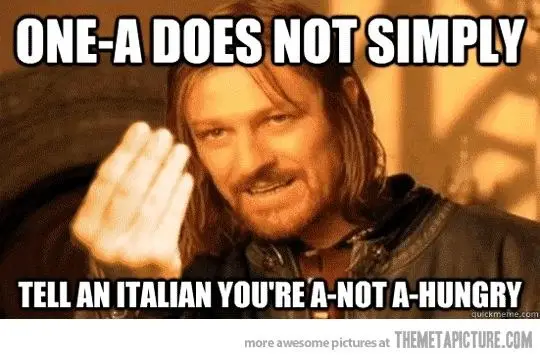 ONE-A DOES NOT SIMPLY
TELL AN ITALIAN YOU'RE A-NOT A-HUNGRY
quickmeme.com
more awesome pictures at THEMETAPICTURE.COM